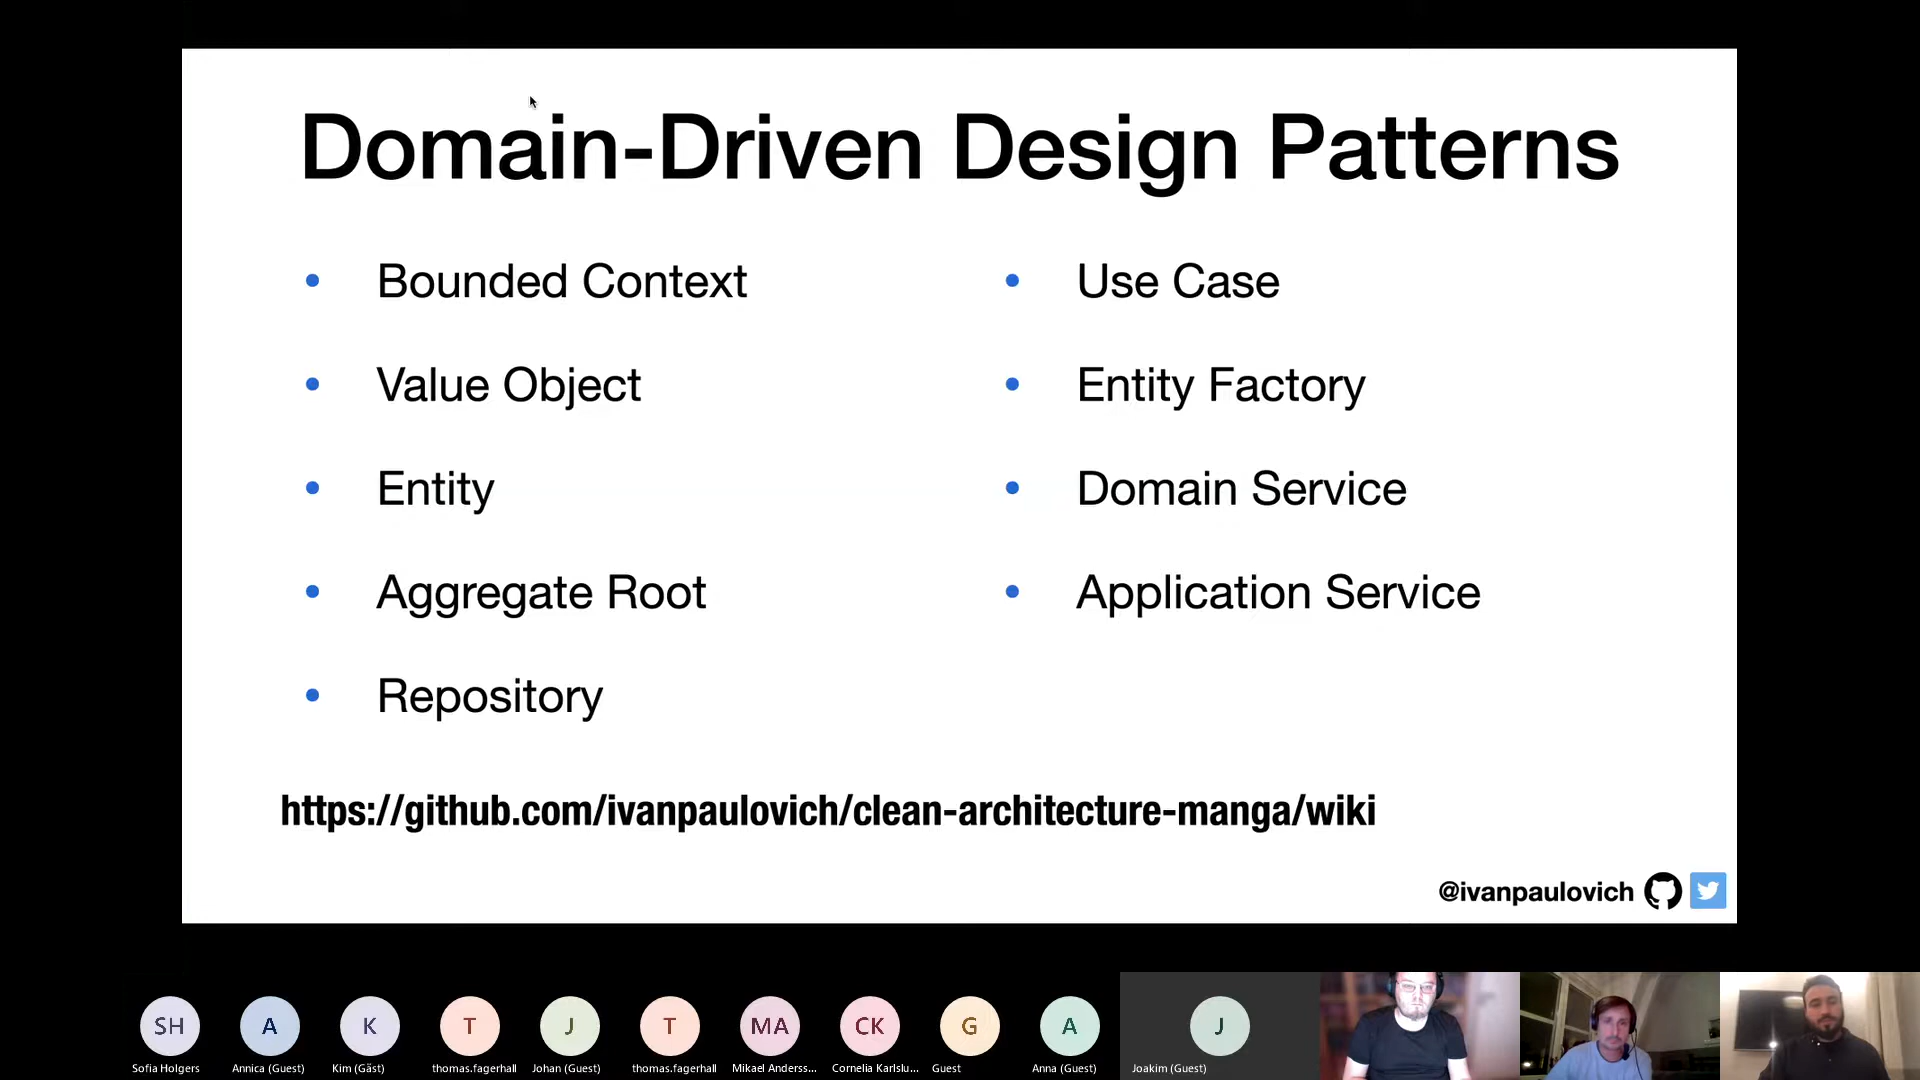 Domain-Driven Design Patterns
• Bounded Context
• Value Object
• Entity
• Aggregate Root
• Repository
• Use Case
• Entity Factory
• Domain Service
• Application Service
https://github.com/ivanpaulovich/clean-architecture-manga/wiki
@ivanpaulovich
SH
A
K
T
J
T
MA
CK
G
A
J
Sofia Holgers
Annica (Guest)
Kim (Gäst)
thomas.fagerhall
Johan (Guest)
thomas.fagerhall
Mikael Anderss...
Cornelia Karlslu...
Guest
Anna (Guest)
Joakim (Guest)